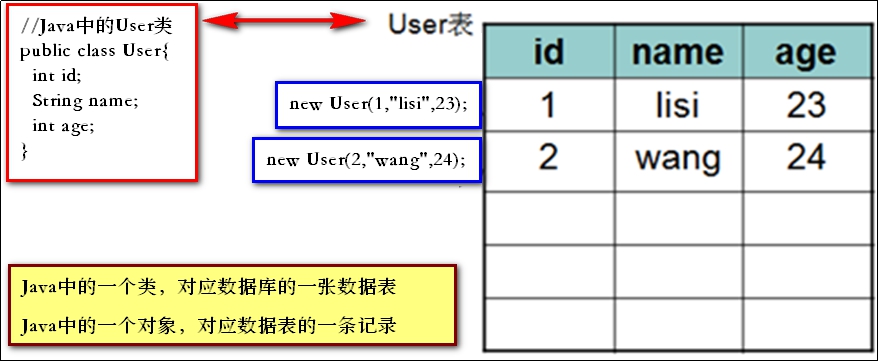 //Java中的User类
public class User{
int id;
String name;
int age;
}
User表
id name age
new User(1,"lisi",23);
1 lisi 23
new User(2,"wang",24);
2 wang 24
Java中的一个类，对应数据库的一张数据表
Java中的一个对象，对应数据表的一条记录